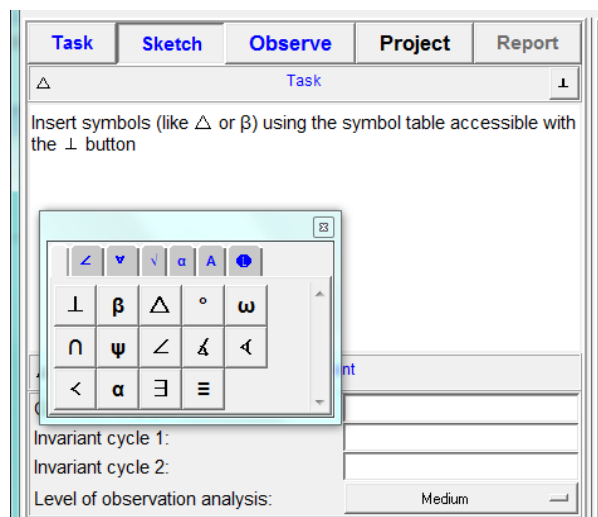 Task Sketch Observe Project Report
△ Task ⊥
Insert symbols (like △ or β) using the symbol table accessible with
the ⊥ button
∠ ∀ √ α A L
⊥ β △ ° ω
∩ ψ ∠ ∡ ∢
< α ∃ ≡
Invariant cycle 1:
Invariant cycle 2:
Level of observation analysis: Medium